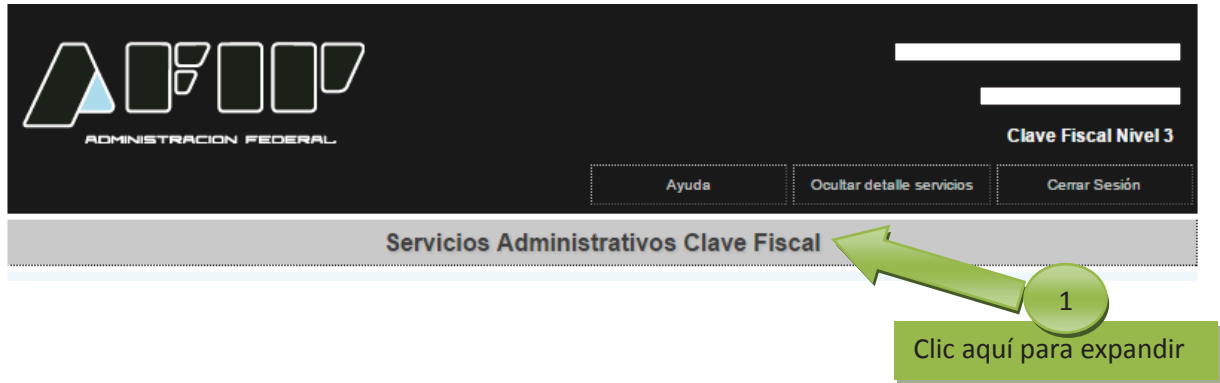 AFIP
ADMINISTRACION FEDERAL
Clave Fiscal Nivel 3
Ayuda
Ocultar detalle servicios
Cerrar Sesión
Servicios Administrativos Clave Fiscal
1
Clic aquí para expandir